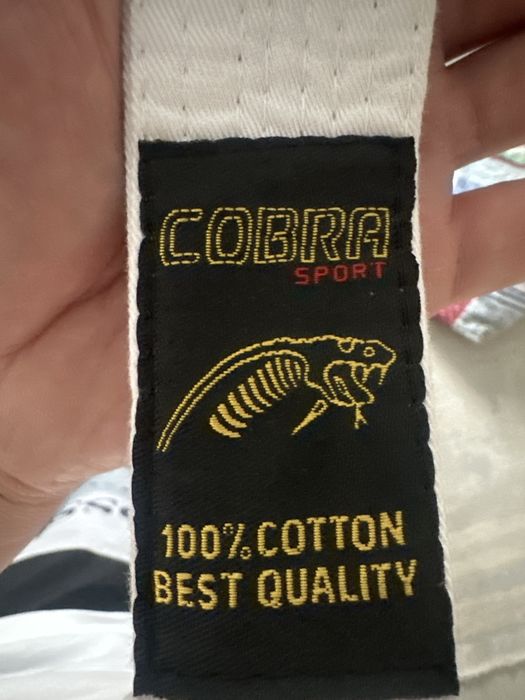 COBRA
SPORT
100% COTTON
BEST QUALITY